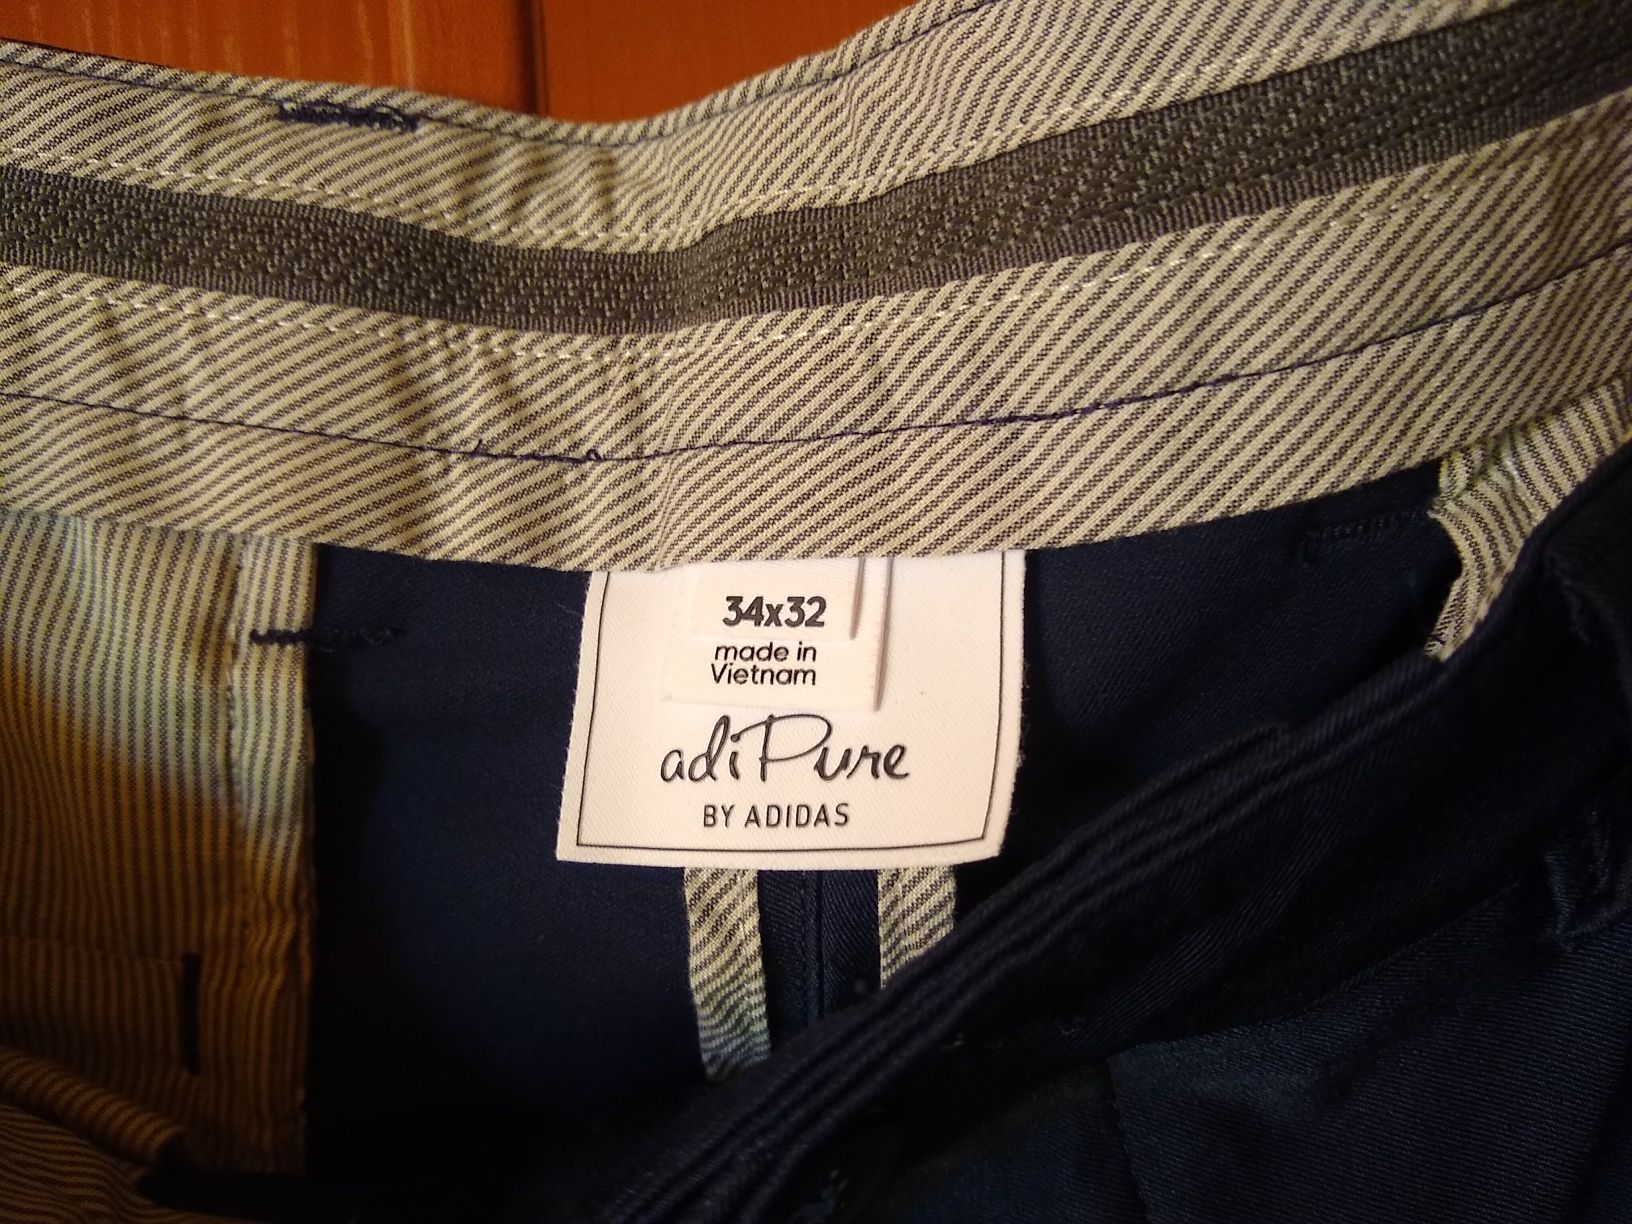 34x32
made in
Vietnam
adiPure
BY ADIDAS